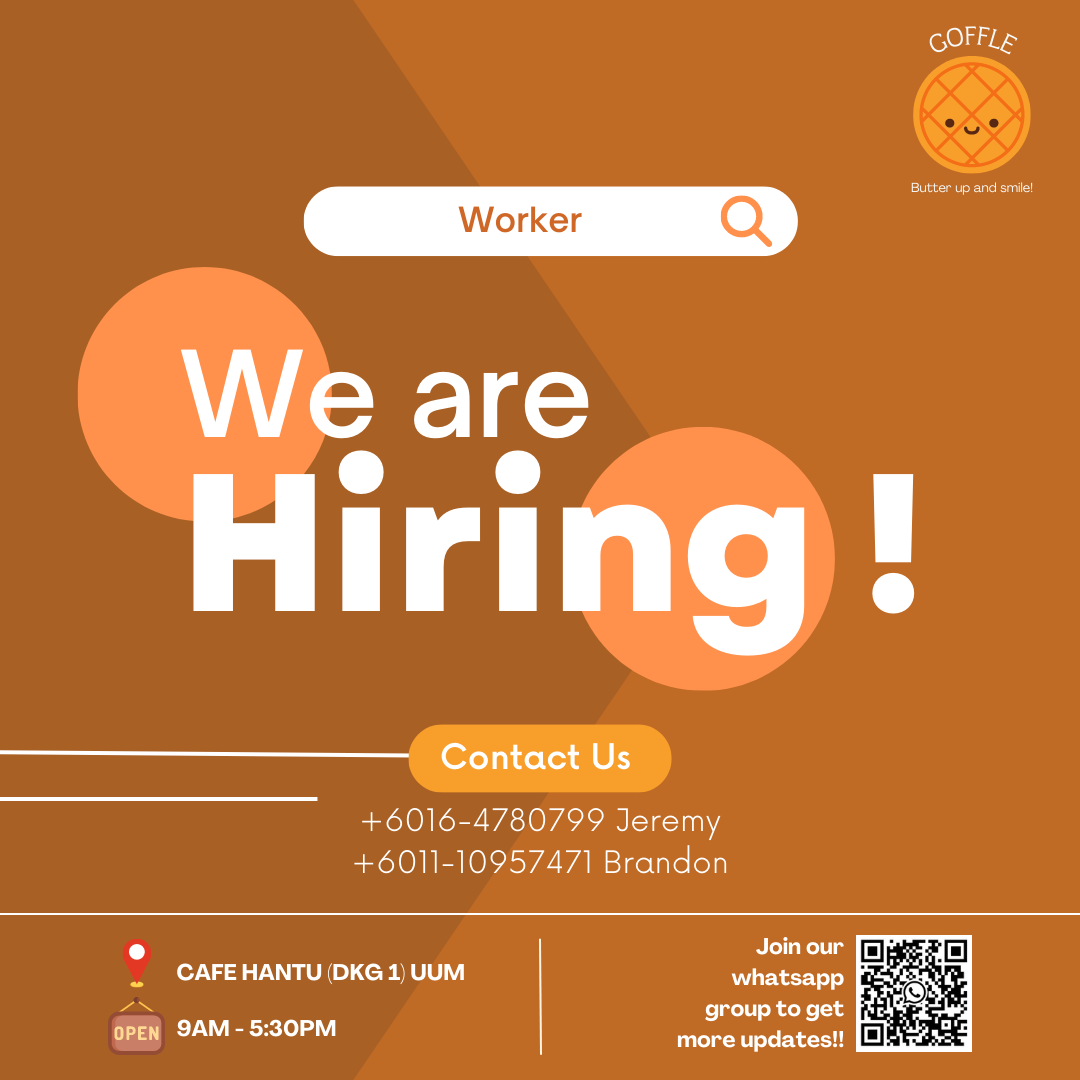 GOFFLE
Butter up and smile!
Worker
We are
Hiring !
Contact Us
+6016-4780799 Jeremy
+6011-10957471 Brandon
CAFE HANTU (DKG 1) UUM
OPEN
9AM - 5:30PM
Join our
whatsapp
group to get
more updates!!